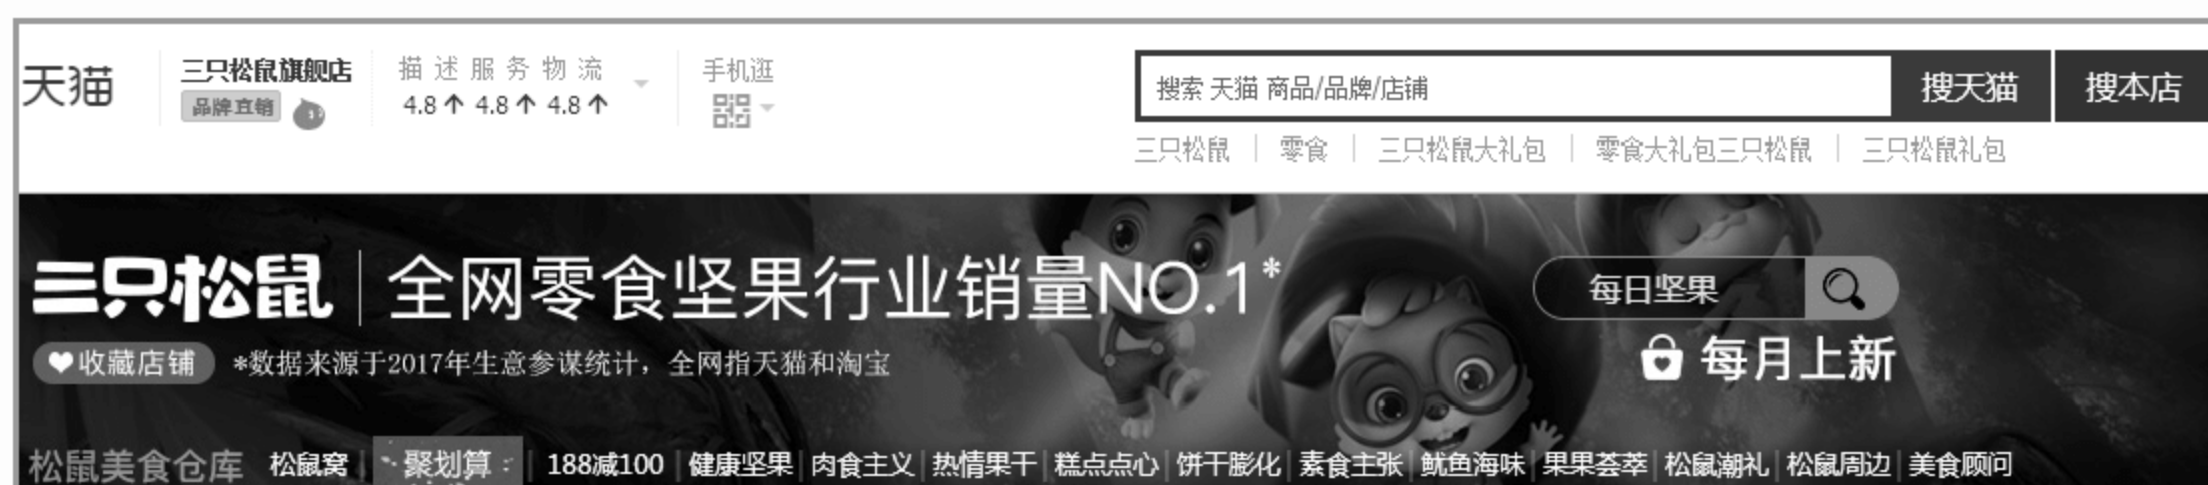 天猫
三只松鼠旗舰店
品牌直销
描 述 服 务 物 流
4.8↑ 4.8↑ 4.8↑
手机逛
搜索 天猫 商品/品牌/店铺
搜天猫
搜本店
三只松鼠 | 零食 | 三只松鼠大礼包 | 零食大礼包三只松鼠 | 三只松鼠礼包
三只松鼠 | 全网零食坚果行业销量NO.1*
每日坚果
收藏店铺 *数据来源于2017年生意参谋统计，全网指天猫和淘宝
每月上新
松鼠美食仓库 松鼠窝 | 聚划算 | 188减100 | 健康坚果 | 肉食主义 | 热情果干 | 糕点点心 | 饼干膨化 | 素食主张 | 鱿鱼海味 | 果果荟萃 | 松鼠潮礼 | 松鼠周边 | 美食顾问